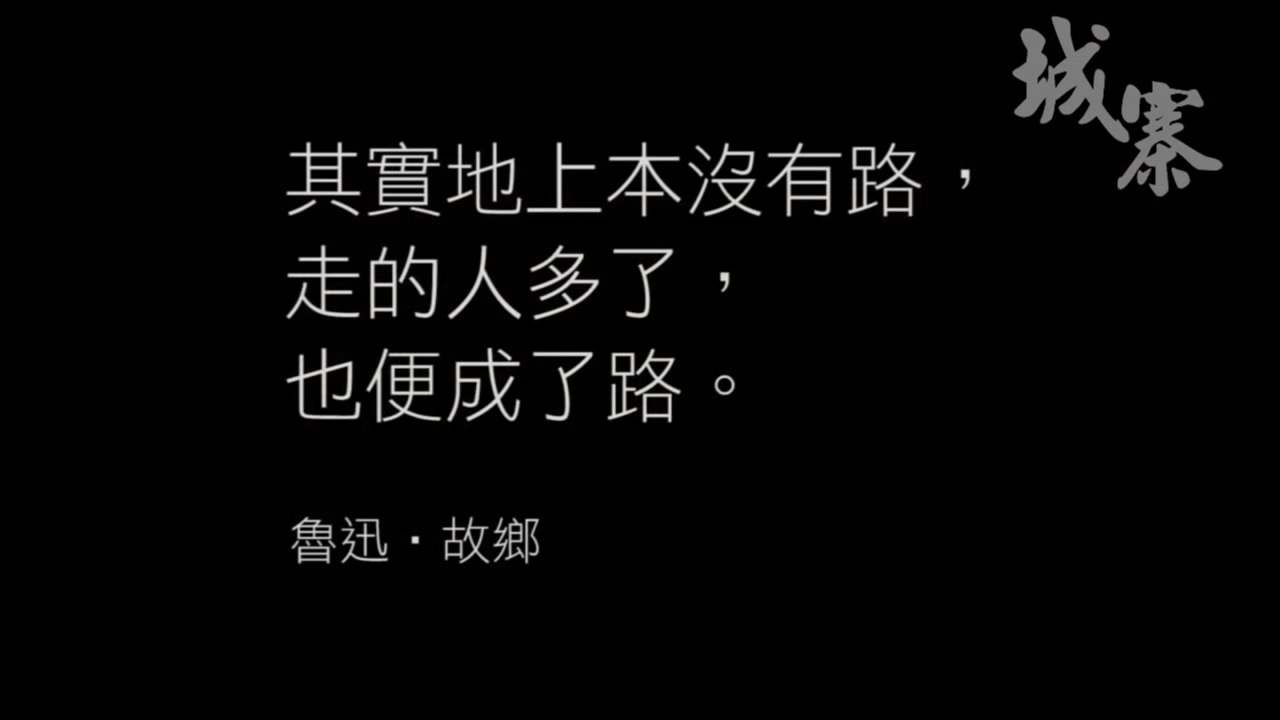 城寨
其實地上本沒有路，
走的人多了，
也便成了路。
魯迅・故鄉